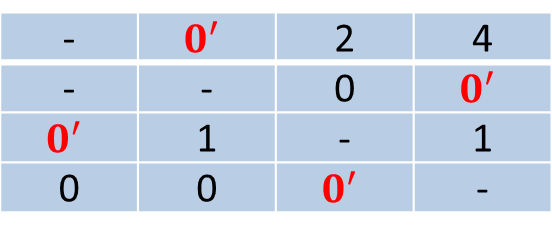 - 0′ 2 4
- - 0 0′
0′ 1 - 1
0 0 0′ -